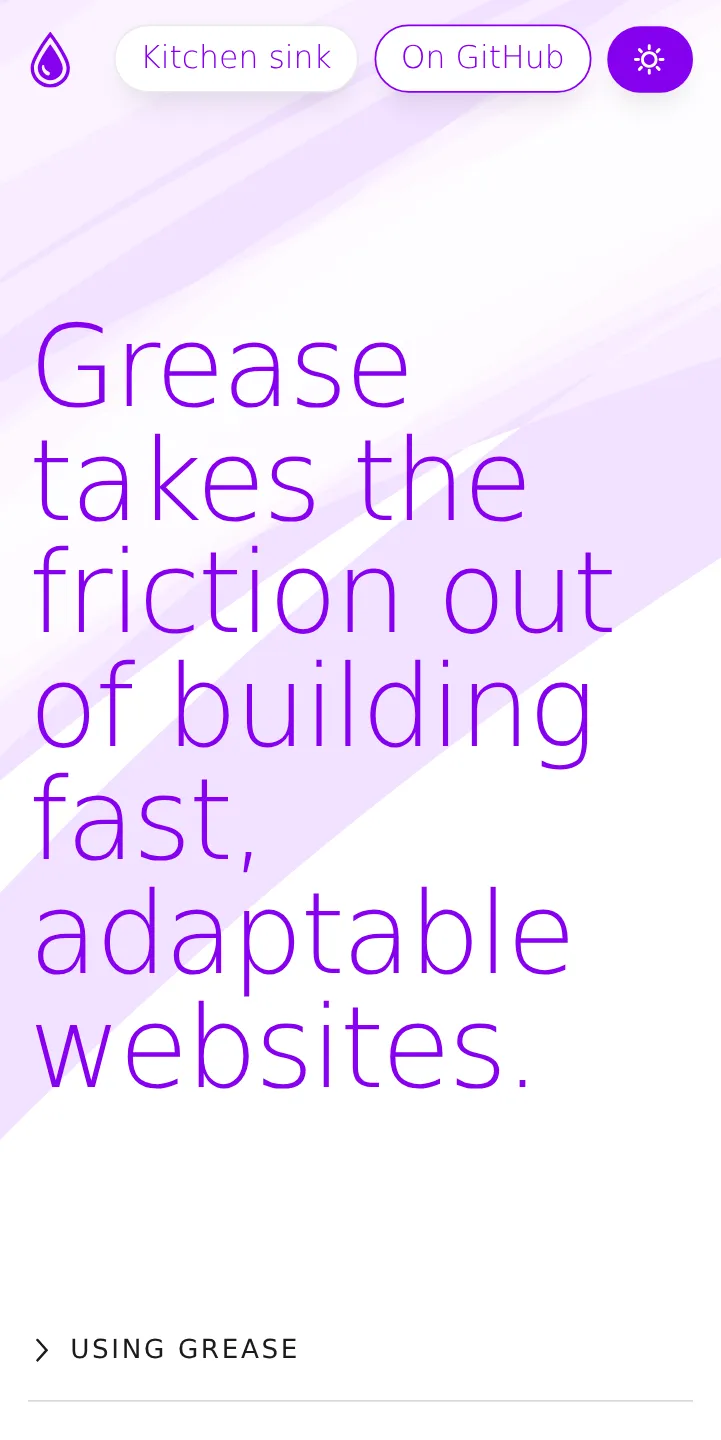 Kitchen sink
On GitHub
Grease
takes the
friction out
of building
fast,
adaptable
websites.
USING GREASE